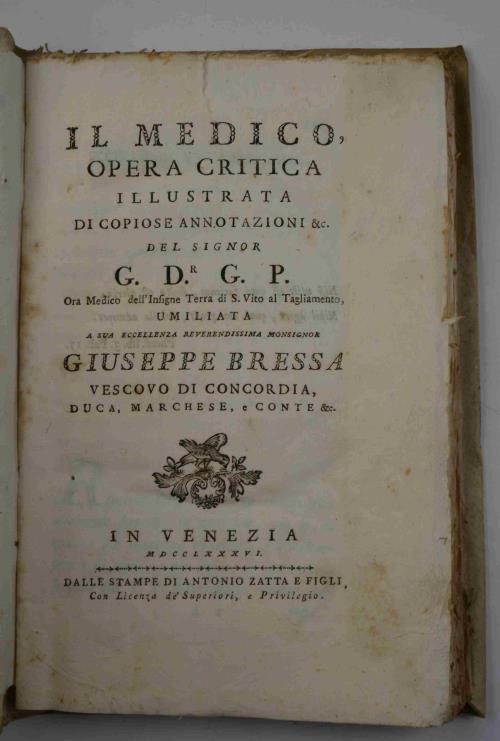 IL MEDICO,
OPERA CRITICA
ILLUSTRATA
DI COPIOSE ANNOTAZIONI &c.
DEL SIGNOR
G. D.R G. P.
Ora Medico dell'Insigne Terra di S. Vito al Tagliamento,
UMILIATA
A SUA ECCELLENZA REVERENDISSIMA MONSIGNOR
GIUSEPPE BRESSA
VESCOVO DI CONCORDIA,
DUCA, MARCHESE, e CONTE &c.
IN VENEZIA
MDCCLXXXVI.
DALLE STAMPE DI ANTONIO ZATTA E FIGLI,
Con Licenza de' Superiori, e Privilegio.